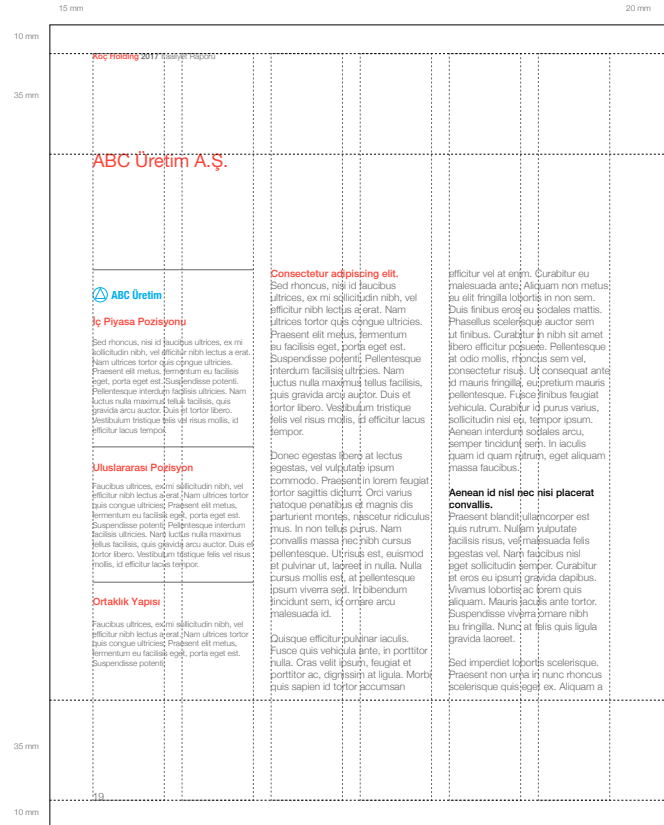 15 mm
20 mm
10 mm
Koç Holding 2017 Faaliyet Raporu
35 mm
ABC Üretim A.Ş.
ABC Üretim
İç Piyasa Pozisyonu
Sed rhoncus, nisi id faucibus ultrices, ex mi
sollicitudin nibh, vel efficitur nibh lectus a erat.
Nam ultrices tortor quis congue ultricies.
Praesent elit metus, fermentum eu facilisis
eget, porta eget est. Suspendisse potenti.
Pellentesque interdum facilisis ultricies. Nam
luctus nulla maximus tellus facilisis, quis
gravida arcu auctor. Duis et tortor libero.
Vestibulum tristique felis vel risus mollis, id
efficitur lacus tempor.
Uluslararası Pozisyon
Faucibus ultrices, ex mi sollicitudin nibh, vel
efficitur nibh lectus a erat. Nam ultrices tortor
quis congue ultricies. Praesent elit metus,
fermentum eu facilisis eget, porta eget est.
Suspendisse potenti. Pellentesque interdum
facilisis ultricies. Nam luctus nulla maximus
tellus facilisis, quis gravida arcu auctor. Duis et
tortor libero. Vestibulum tristique felis vel risus
mollis, id efficitur lacus tempor.
Ortaklık Yapısı
Faucibus ultrices, ex mi sollicitudin nibh, vel
efficitur nibh lectus a erat. Nam ultrices tortor
quis congue ultricies. Praesent elit metus,
fermentum eu facilisis eget, porta eget est.
Suspendisse potenti.
Consectetur adipiscing elit.
Sed rhoncus, nisi id faucibus
ultrices, ex mi sollicitudin nibh, vel
efficitur nibh lectus a erat. Nam
ultrices tortor quis congue ultricies.
Praesent elit metus, fermentum
eu facilisis eget, porta eget est.
Suspendisse potenti. Pellentesque
interdum facilisis ultricies. Nam
luctus nulla maximus tellus facilisis,
quis gravida arcu auctor. Duis et
tortor libero. Vestibulum tristique
felis vel risus mollis, id efficitur lacus
tempor.
Donec egestas libero at lectus
egestas, vel vulputate ipsum
commodo. Praesent in lorem feugiat
tortor sagittis dictum. Orci varius
natoque penatibus et magnis dis
parturient montes, nascetur ridiculus
mus. In non tellus purus. Nam
convallis massa nec nibh cursus
pellentesque. Ut risus est, euismod
et pulvinar ut, laoreet in nulla. Nulla
cursus mollis est, at pellentesque
ipsum viverra sed. In bibendum
tincidunt sem, id ornare arcu
malesuada id.
Quisque efficitur pulvinar iaculis.
Fusce quis vehicula ante, in porttitor
nulla. Cras velit ipsum, feugiat et
porttitor ac, dignissim at ligula. Morbi
quis sapien id tortor accumsan
efficitur vel at enim. Curabitur eu
malesuada ante. Aliquam non metus
eu elit fringilla lobortis in non sem.
Duis finibus eros eu sodales mattis.
Phasellus scelerisque auctor sem
ut finibus. Curabitur in nibh sit amet
libero efficitur posuere. Pellentesque
at odio mollis, rhoncus sem vel,
consectetur risus. Ut consequat ante
id mauris fringilla, eu pretium mauris
pellentesque. Fusce finibus feugiat
vehicula. Curabitur id purus varius,
sollicitudin nisl eu, tempor ipsum.
Aenean interdum sodales arcu,
semper tincidunt sem. In iaculis
quam id quam rutrum, eget aliquam
massa faucibus.
Aenean id nisl nec nisi placerat
convallis.
Praesent blandit ullamcorper est
quis rutrum. Nullam vulputate
facilisis risus, vel malesuada felis
egestas vel. Nam faucibus nisl
eget sollicitudin semper. Curabitur
et eros eu ipsum gravida dapibus.
Vivamus lobortis ac lorem quis
aliquam. Mauris iaculis ante tortor.
Suspendisse viverra ornare nibh
eu fringilla. Nunc at felis quis ligula
gravida laoreet.
Sed imperdiet lobortis scelerisque.
Praesent non urna in nunc rhoncus
scelerisque quis eget ex. Aliquam a
35 mm
19
10 mm